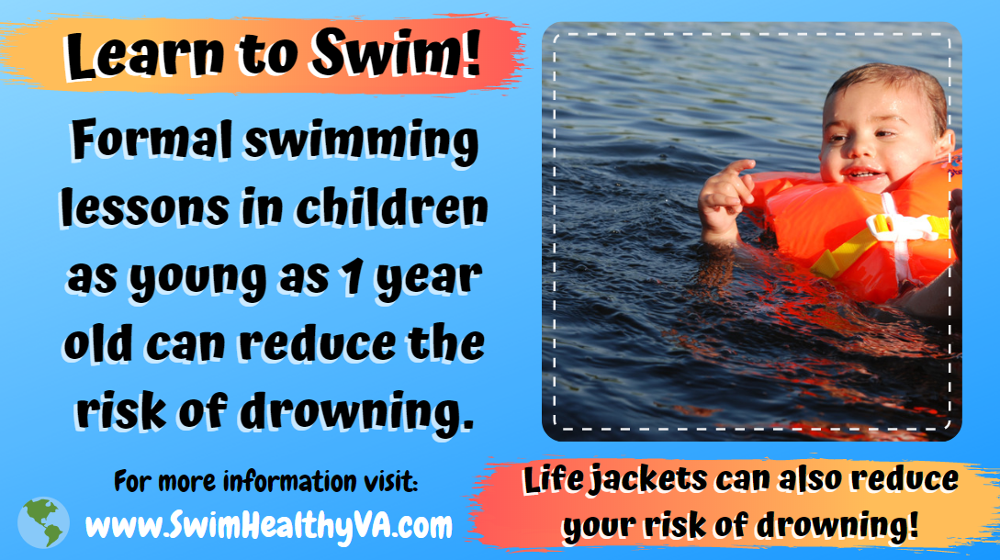 Learn to Swim!
Formal swimming
lessons in children
as young as 1 year
old can reduce the
risk of drowning.
For more information visit:
www.SwimHealthyVA.com
Life jackets can also reduce
your risk of drowning!